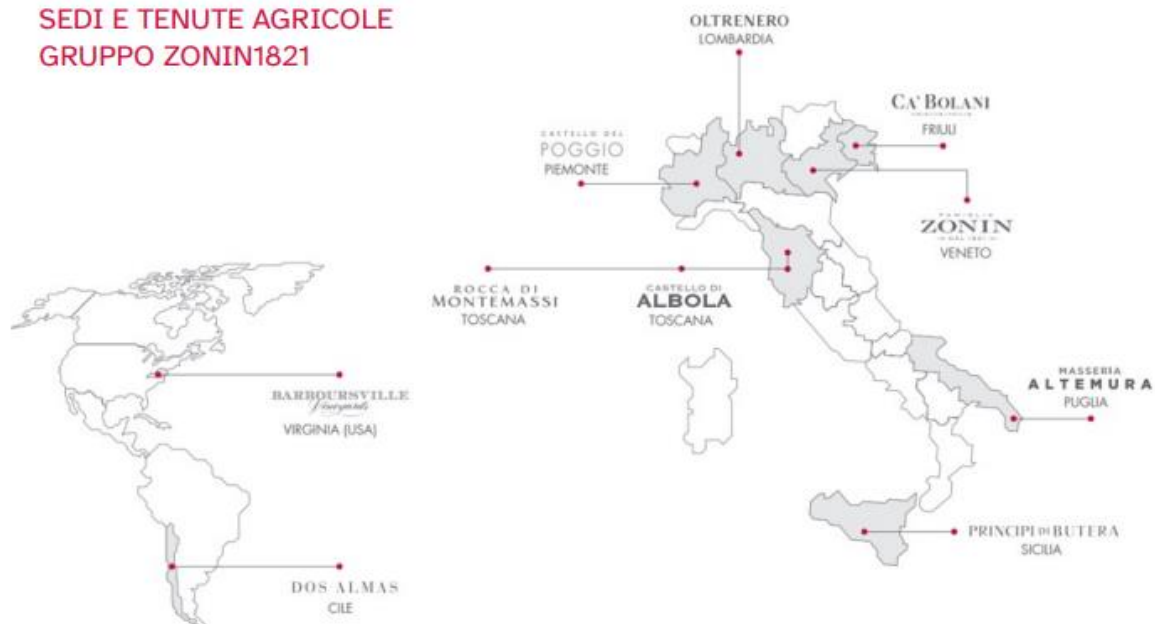 SEDI E TENUTE AGRICOLE
GRUPPO ZONIN1821
OLTRENERO
LOMBARDIA
CA' BOLANI
FRIULI
CASTELLO DEL
POGGIO
PIEMONTE
FAMIGLIA
ZONIN
VENETO
ROCCA DI
MONTEMASSI
TOSCANA
CASTELLO DI
ALBOLA
TOSCANA
MASSERIA
ALTEMURA
PUGLIA
BARBOURSVILLE
Vineyards
VIRGINIA (USA)
PRINCIPI DI BUTERA
SICILIA
DOS ALMAS
CILE